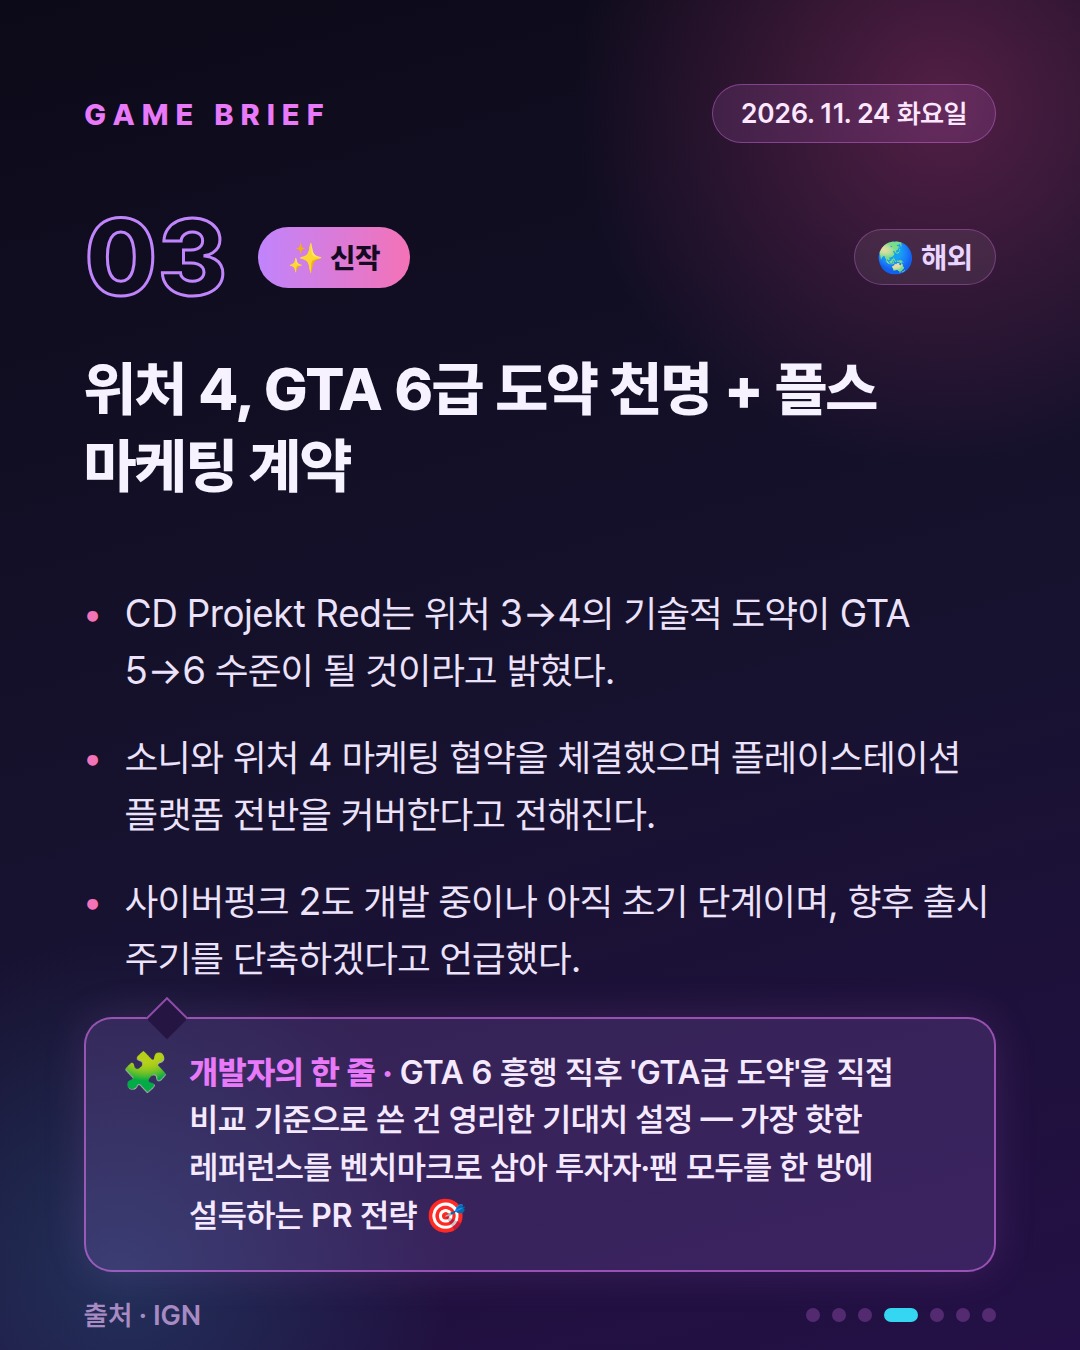 GAME BRIEF
2026. 11. 24 화요일
03
✨ 신작
🌏 해외
위처 4, GTA 6급 도약 천명 + 플스
마케팅 계약
• CD Projekt Red는 위처 3→4의 기술적 도약이 GTA
5→6 수준이 될 것이라고 밝혔다.
• 소니와 위처 4 마케팅 협약을 체결했으며 플레이스테이션
플랫폼 전반을 커버한다고 전해진다.
• 사이버펑크 2도 개발 중이나 아직 초기 단계이며, 향후 출시
주기를 단축하겠다고 언급했다.
🧩 개발자의 한 줄 · GTA 6 흥행 직후 'GTA급 도약'을 직접
비교 기준으로 쓴 건 영리한 기대치 설정 — 가장 핫한
레퍼런스를 벤치마크로 삼아 투자자·팬 모두를 한 방에
설득하는 PR 전략 🎯
출처 · IGN